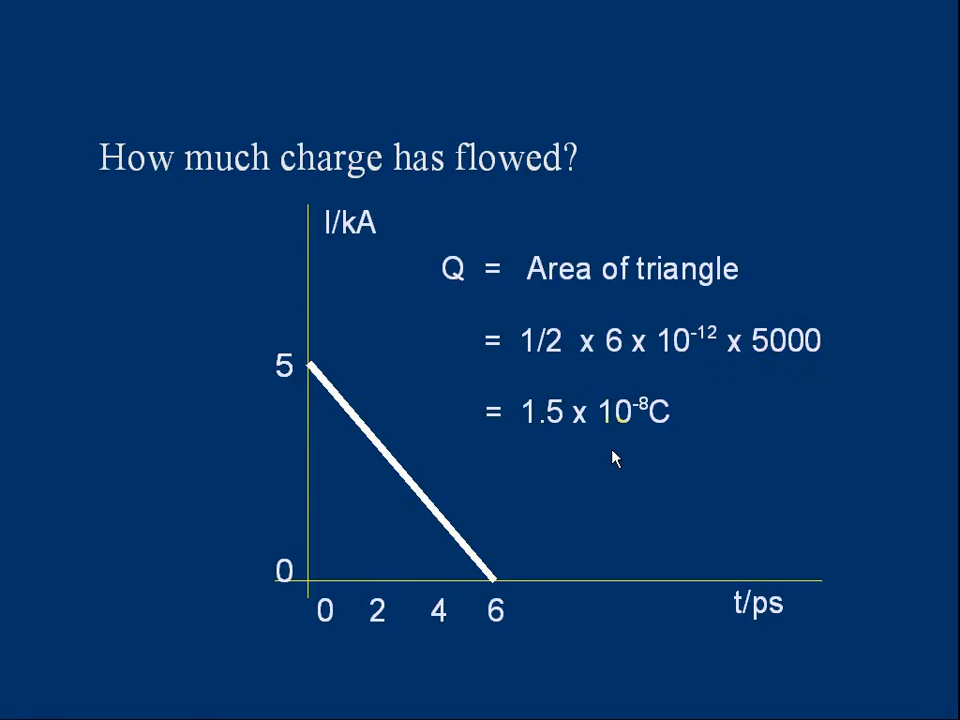 How much charge has flowed?
I/kA
Q = Area of triangle
= 1/2 x 6 x 10⁻¹² x 5000
5
= 1.5 x 10⁻⁸C
0
0 2 4 6
t/ps